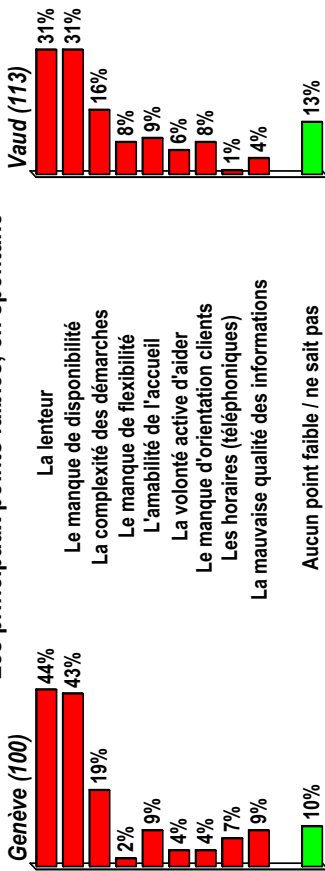 Les principaux points faibles, en spontané
Genève (100)
Vaud (113)
44%
La lenteur
31%
43%
Le manque de disponibilité
31%
19%
La complexité des démarches
16%
2%
Le manque de flexibilité
8%
9%
L'amabilité de l'accueil
9%
4%
La volonté active d'aider
6%
4%
Le manque d'orientation clients
8%
7%
Les horaires (téléphoniques)
1%
9%
La mauvaise qualité des informations
4%
10%
Aucun point faible / ne sait pas
13%